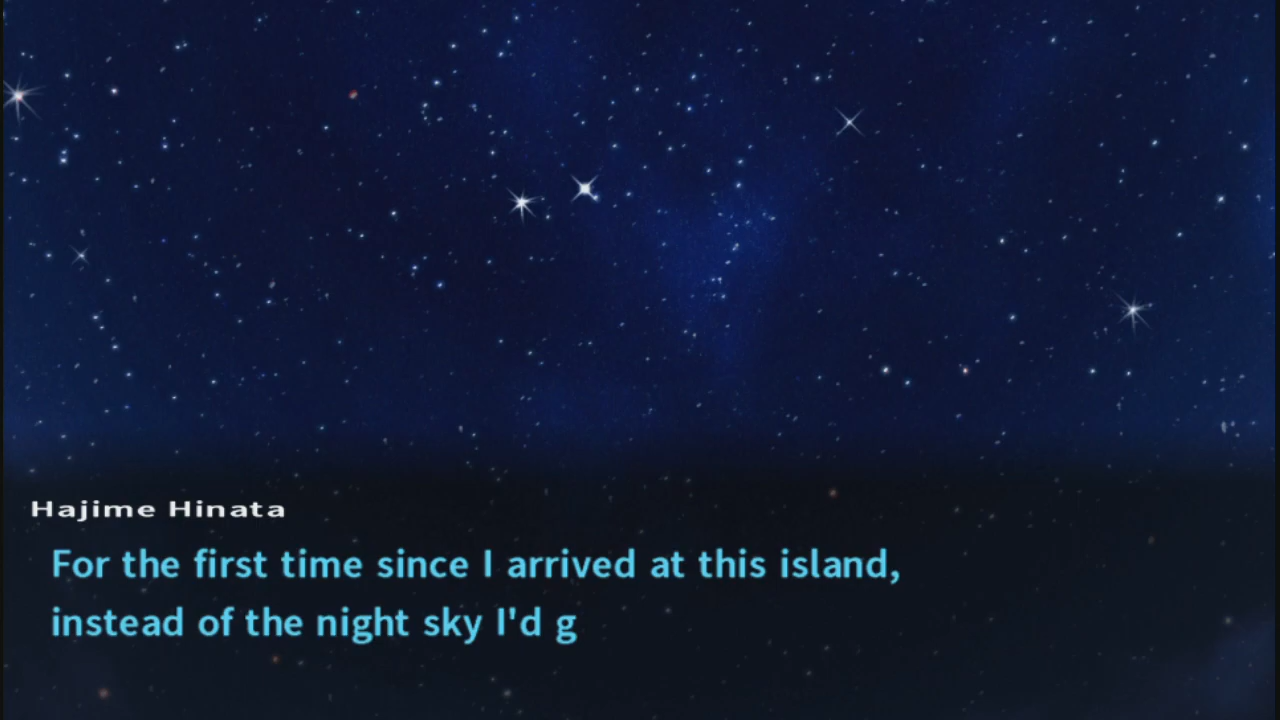 Hajime Hinata
For the first time since I arrived at this island,
instead of the night sky I'd g